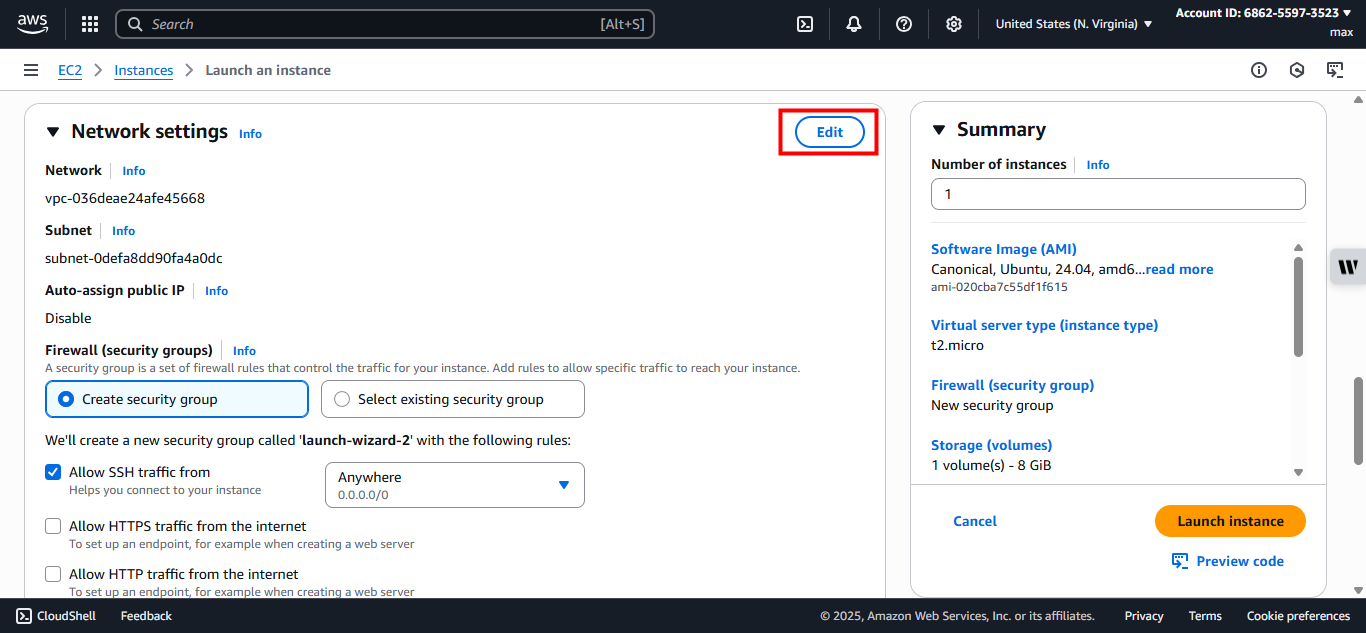 aws
Search [Alt+S]
United States (N. Virginia)
Account ID: 6862-5597-3523
max
EC2 Instances Launch an instance
Network settings Info
Edit
Network Info
vpc-036deae24afe45668
Subnet Info
subnet-0defa8dd90fa4a0dc
Auto-assign public IP Info
Disable
Firewall (security groups) Info
A security group is a set of firewall rules that control the traffic for your instance. Add rules to allow specific traffic to reach your instance.
Create security group
Select existing security group
We'll create a new security group called 'launch-wizard-2' with the following rules:
Allow SSH traffic from
Helps you connect to your instance
Anywhere
0.0.0.0/0
Allow HTTPS traffic from the internet
To set up an endpoint, for example when creating a web server
Allow HTTP traffic from the internet
To set up an endpoint, for example when creating a web server
Summary
Number of instances Info
1
Software Image (AMI)
Canonical, Ubuntu, 24.04, amd6...read more
ami-020cba7c55df1f615
Virtual server type (instance type)
t2.micro
Firewall (security group)
New security group
Storage (volumes)
1 volume(s) - 8 GiB
Cancel
Launch instance
Preview code
W
CloudShell Feedback
© 2025, Amazon Web Services, Inc. or its affiliates. Privacy Terms Cookie preferences